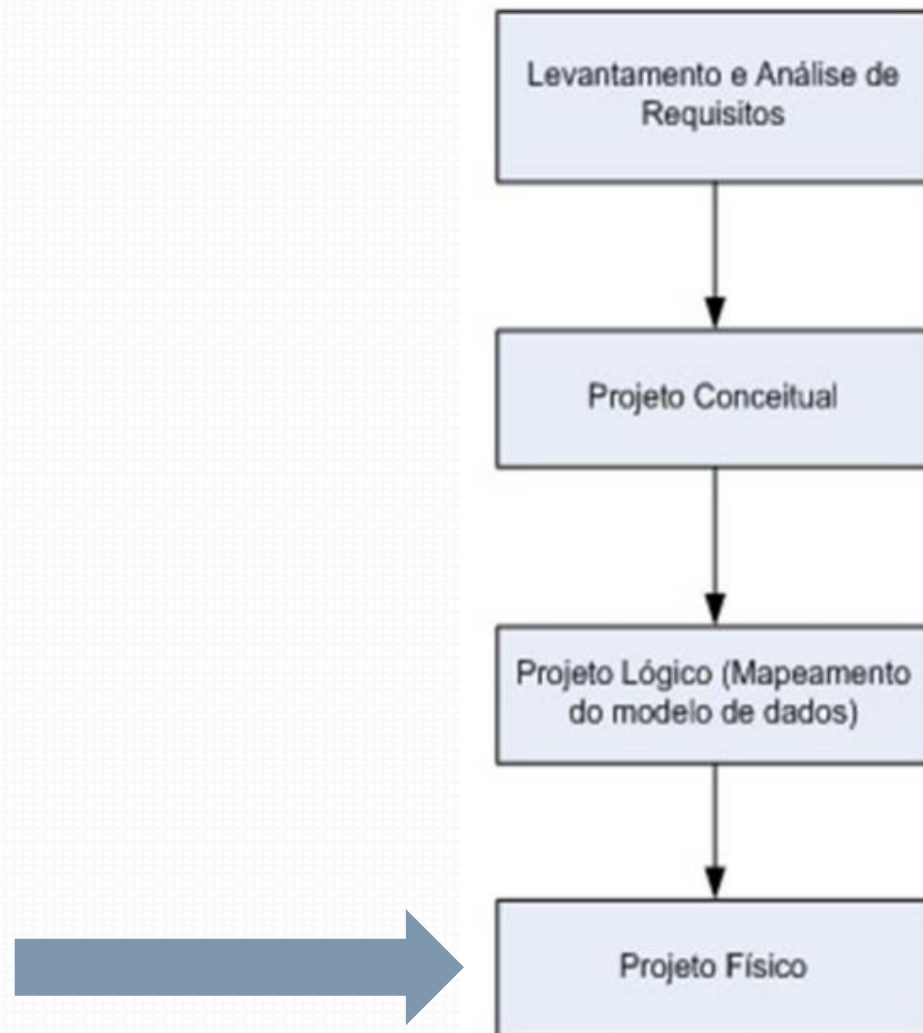 Levantamento e Análise de
Requisitos
Projeto Conceitual
Projeto Lógico (Mapeamento
do modelo de dados)
Projeto Físico